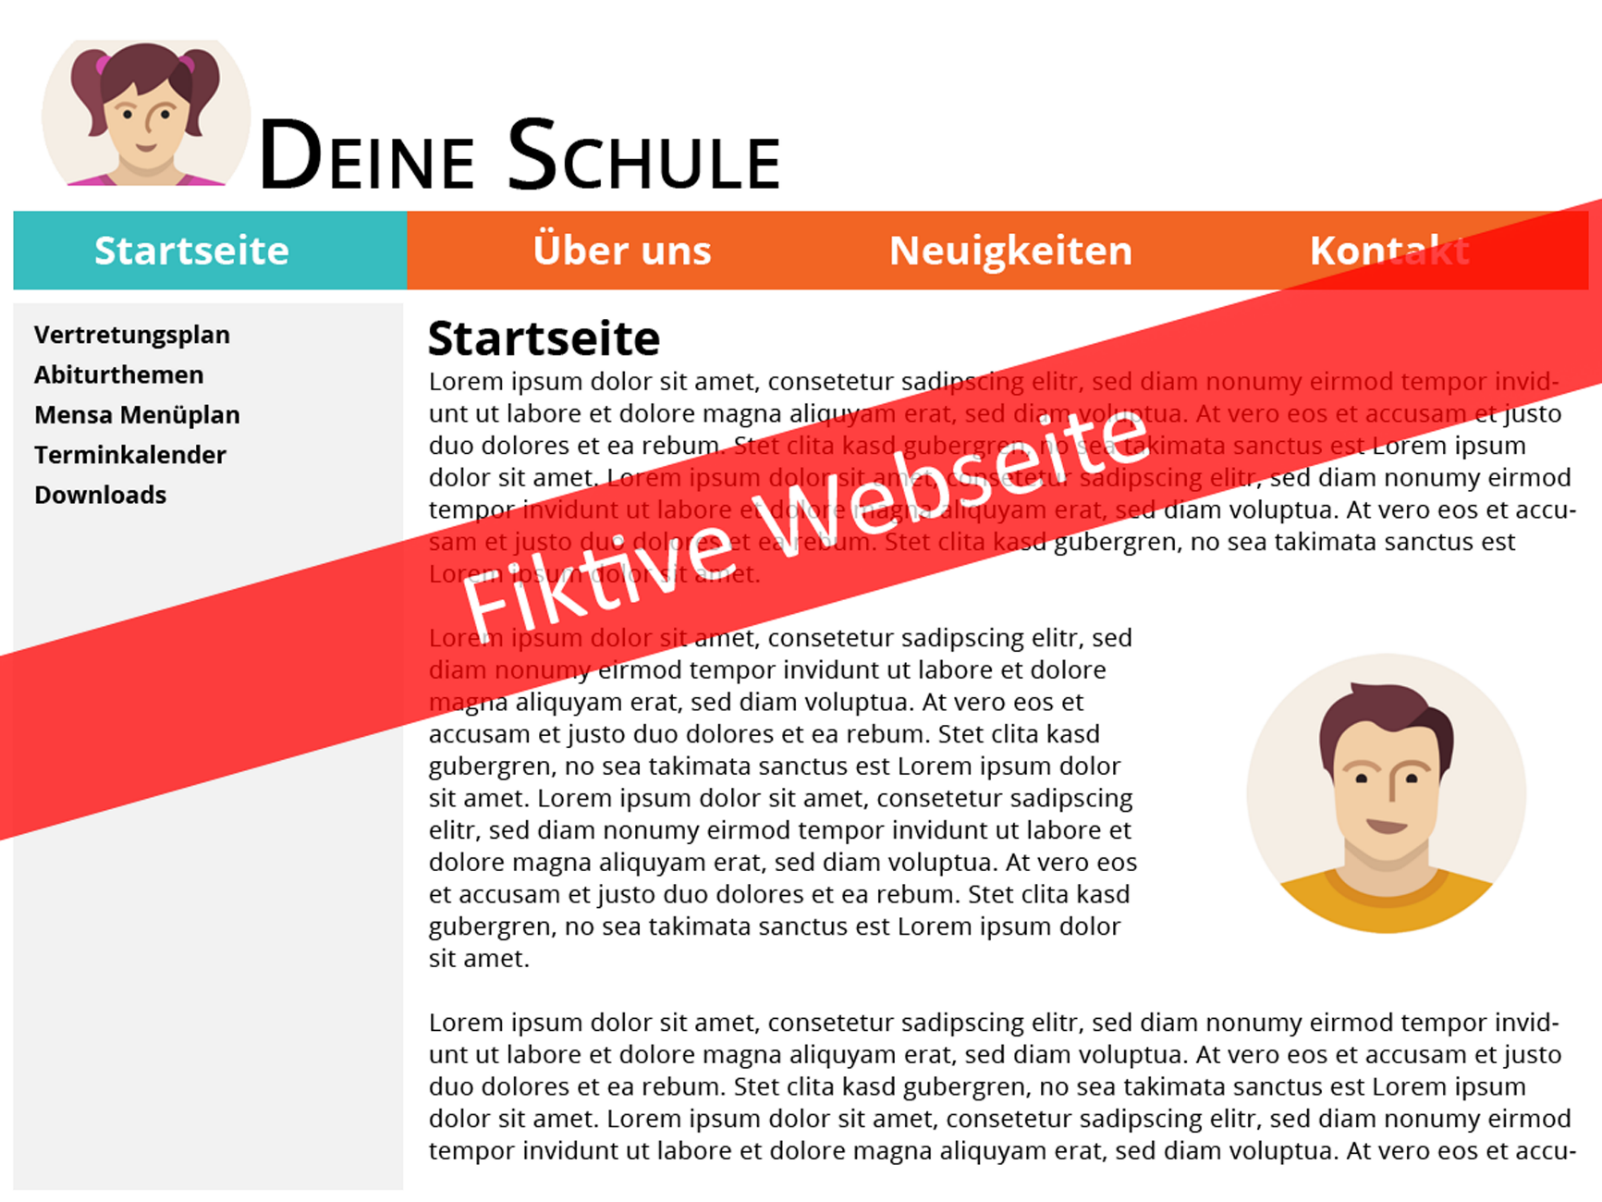 DEINE SCHULE
Startseite
Über uns
Neuigkeiten
Kontakt
Vertretungsplan
Abiturthemen
Mensa Menüplan
Terminkalender
Downloads
Startseite
Lorem ipsum dolor sit amet, consetetur sadipscing elitr, sed diam nonumy eirmod tempor invid-
unt ut labore et dolore magna aliquyam erat, sed diam voluptua. At vero eos et accusam et justo
duo dolores et ea rebum. Stet clita kasd gubergren, no sea takimata sanctus est Lorem ipsum
dolor sit amet. Lorem ipsum dolor sit amet, consetetur sadipscing elitr, sed diam nonumy eirmod
tempor invidunt ut labore et dolore magna aliquyam erat, sed diam voluptua. At vero eos et accu-
sam et justo duo dolores et ea rebum. Stet clita kasd gubergren, no sea takimata sanctus est
Lorem ipsum dolor sit amet.
Fiktive Webseite
Lorem ipsum dolor sit amet, consetetur sadipscing elitr, sed
diam nonumy eirmod tempor invidunt ut labore et dolore
magna aliquyam erat, sed diam voluptua. At vero eos et
accusam et justo duo dolores et ea rebum. Stet clita kasd
gubergren, no sea takimata sanctus est Lorem ipsum dolor
sit amet. Lorem ipsum dolor sit amet, consetetur sadipscing
elitr, sed diam nonumy eirmod tempor invidunt ut labore et
dolore magna aliquyam erat, sed diam voluptua. At vero eos
et accusam et justo duo dolores et ea rebum. Stet clita kasd
gubergren, no sea takimata sanctus est Lorem ipsum dolor
sit amet.
Lorem ipsum dolor sit amet, consetetur sadipscing elitr, sed diam nonumy eirmod tempor invid-
unt ut labore et dolore magna aliquyam erat, sed diam voluptua. At vero eos et accusam et justo
duo dolores et ea rebum. Stet clita kasd gubergren, no sea takimata sanctus est Lorem ipsum
dolor sit amet. Lorem ipsum dolor sit amet, consetetur sadipscing elitr, sed diam nonumy eirmod
tempor invidunt ut labore et dolore magna aliquyam erat, sed diam voluptua. At vero eos et accu-